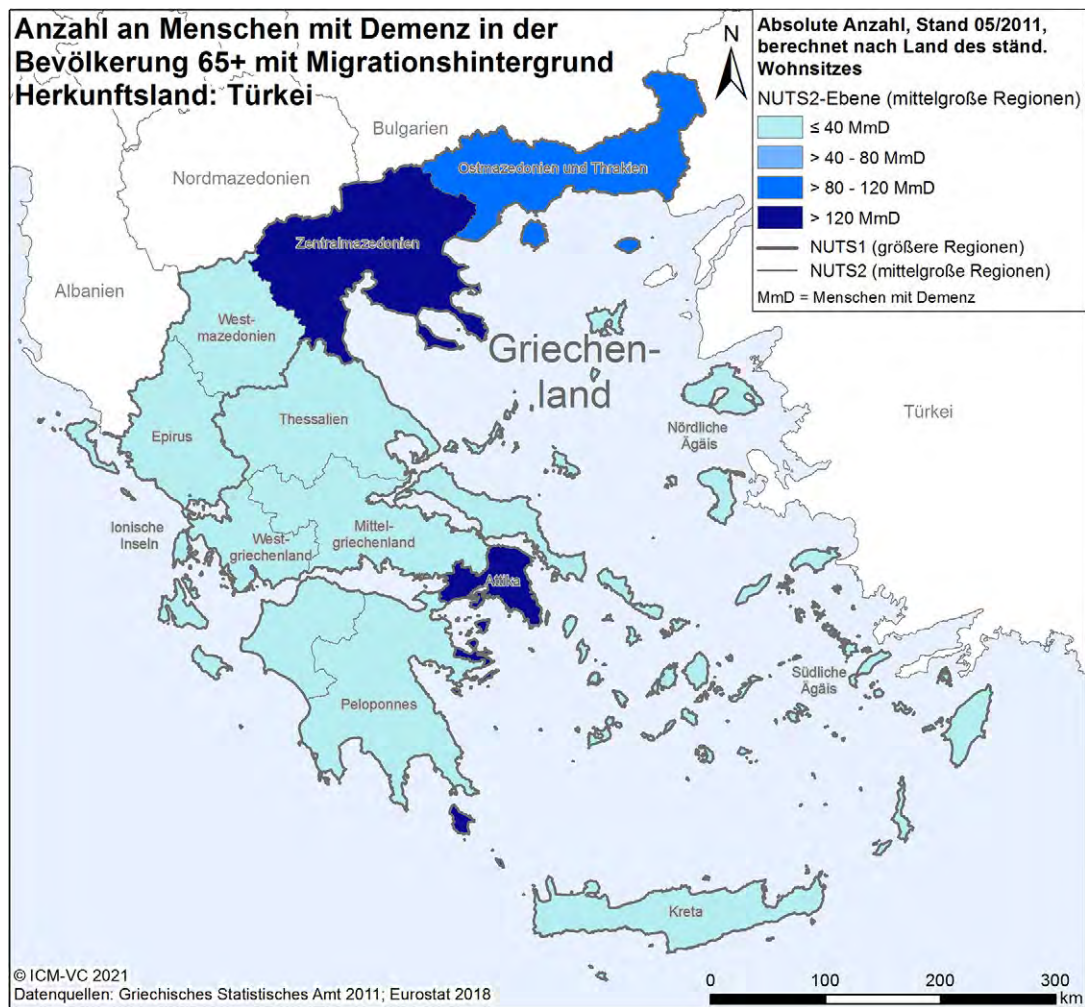 Anzahl an Menschen mit Demenz in der
Bevölkerung 65+ mit Migrationshintergrund
Herkunftsland: Türkei
N
Absolute Anzahl, Stand 05/2011,
berechnet nach Land des ständ.
Wohnsitzes
NUTS2-Ebene (mittelgroße Regionen)
≤ 40 MmD
> 40 - 80 MmD
> 80 - 120 MmD
> 120 MmD
NUTS1 (größere Regionen)
NUTS2 (mittelgroße Regionen)
MmD = Menschen mit Demenz
Bulgarien
Nordmazedonien
Ostmazedonien und Thrakien
Zentralmazedonien
Albanien
West-
mazedonien
Griechen-
land
Thessalien
Epirus
Nördliche
Ägäis
Türkei
Ionische
Inseln
West-
griechenland
Mittel-
griechenland
Attika
Südliche
Ägäis
Peloponnes
Kreta
© ICM-VC 2021
Datenquellen: Griechisches Statistisches Amt 2011; Eurostat 2018
0 100 200 300
km